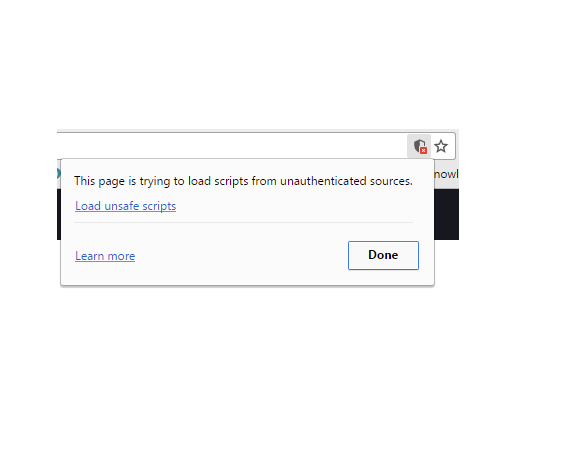 This page is trying to load scripts from unauthenticated sources.
Load unsafe scripts
Learn more
Done
nowl